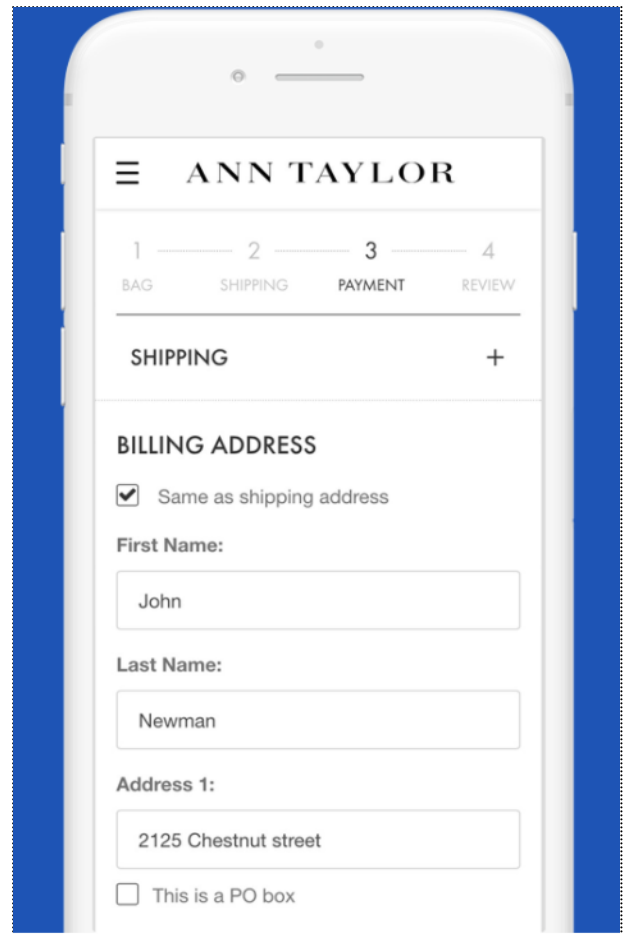 ANN TAYLOR
1 2 3 4
BAG SHIPPING PAYMENT REVIEW
SHIPPING +
BILLING ADDRESS
Same as shipping address
First Name:
John
Last Name:
Newman
Address 1:
2125 Chestnut street
This is a PO box